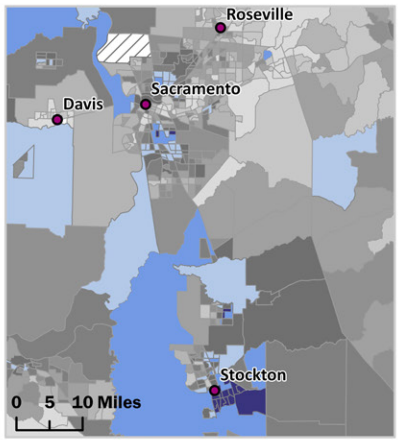 Roseville
Sacramento
Davis
Stockton
0 5 10 Miles